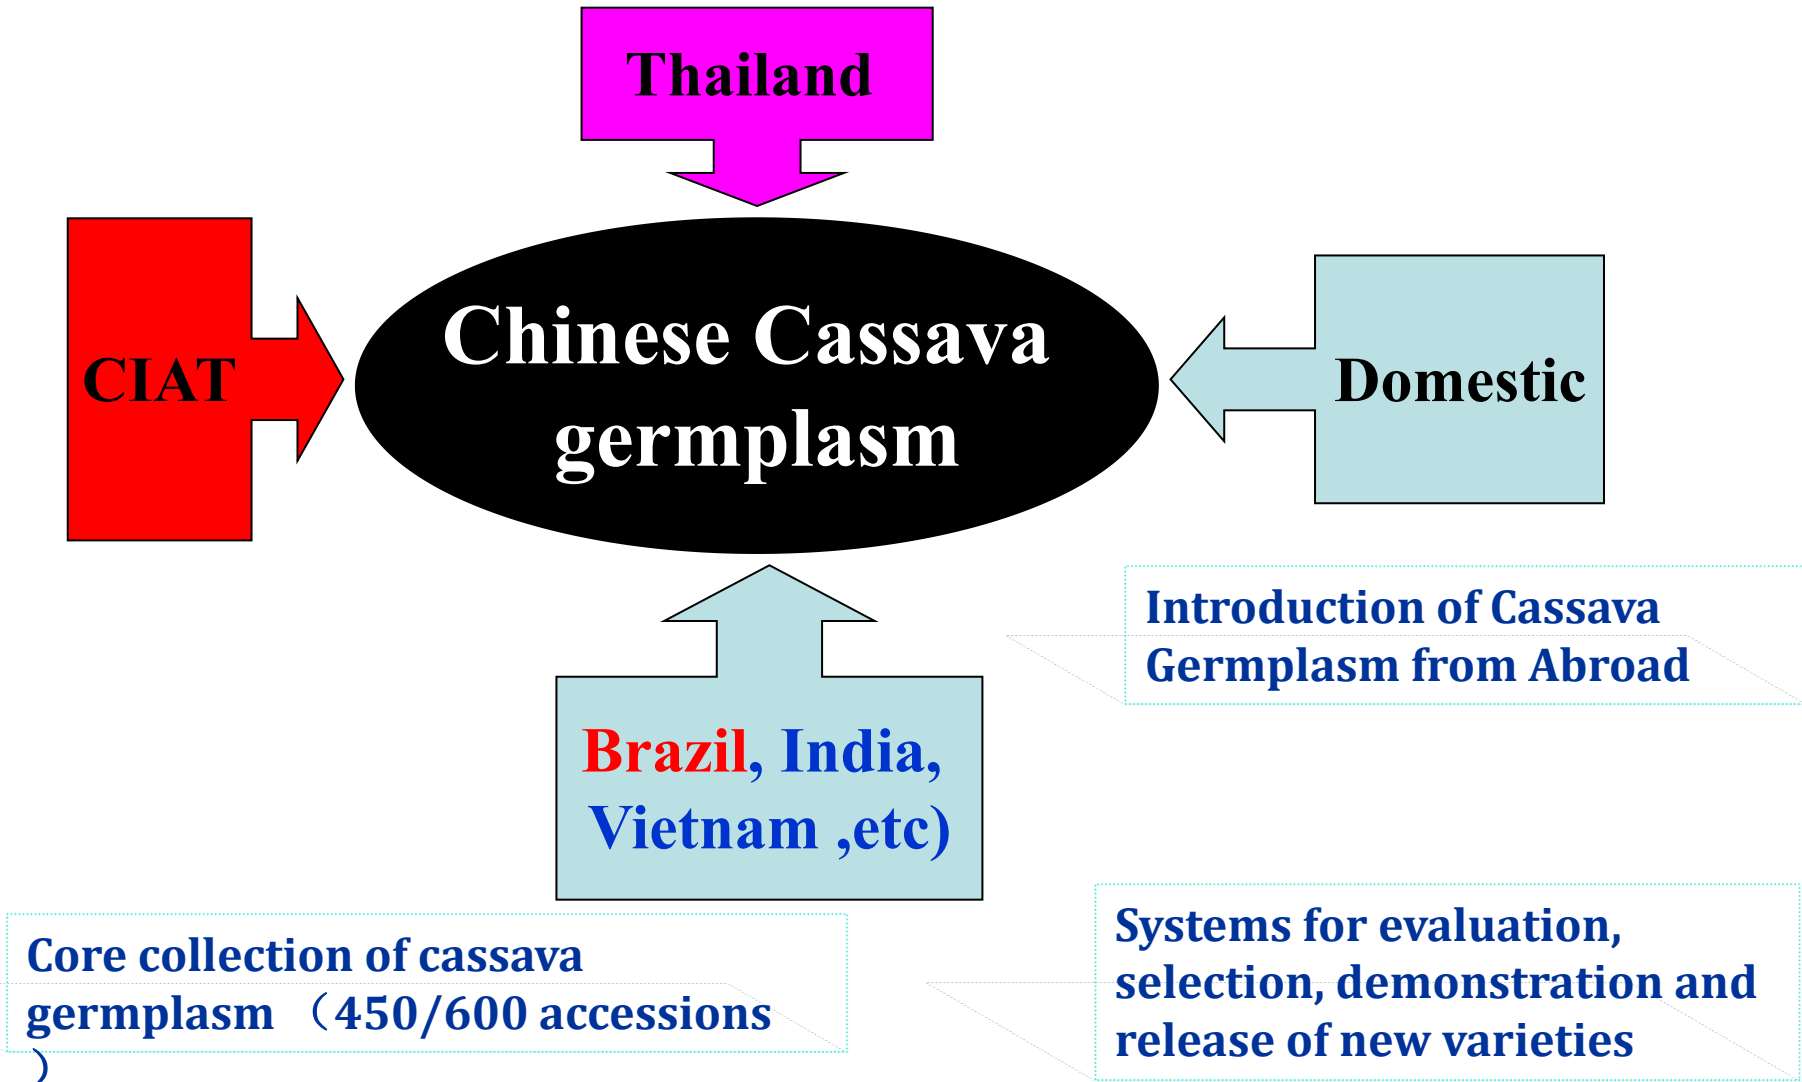 Thailand
CIAT
Chinese Cassava
germplasm
Domestic
Introduction of Cassava
Germplasm from Abroad
Brazil, India,
Vietnam ,etc)
Core collection of cassava
germplasm （450/600 accessions
）
Systems for evaluation,
selection, demonstration and
release of new varieties